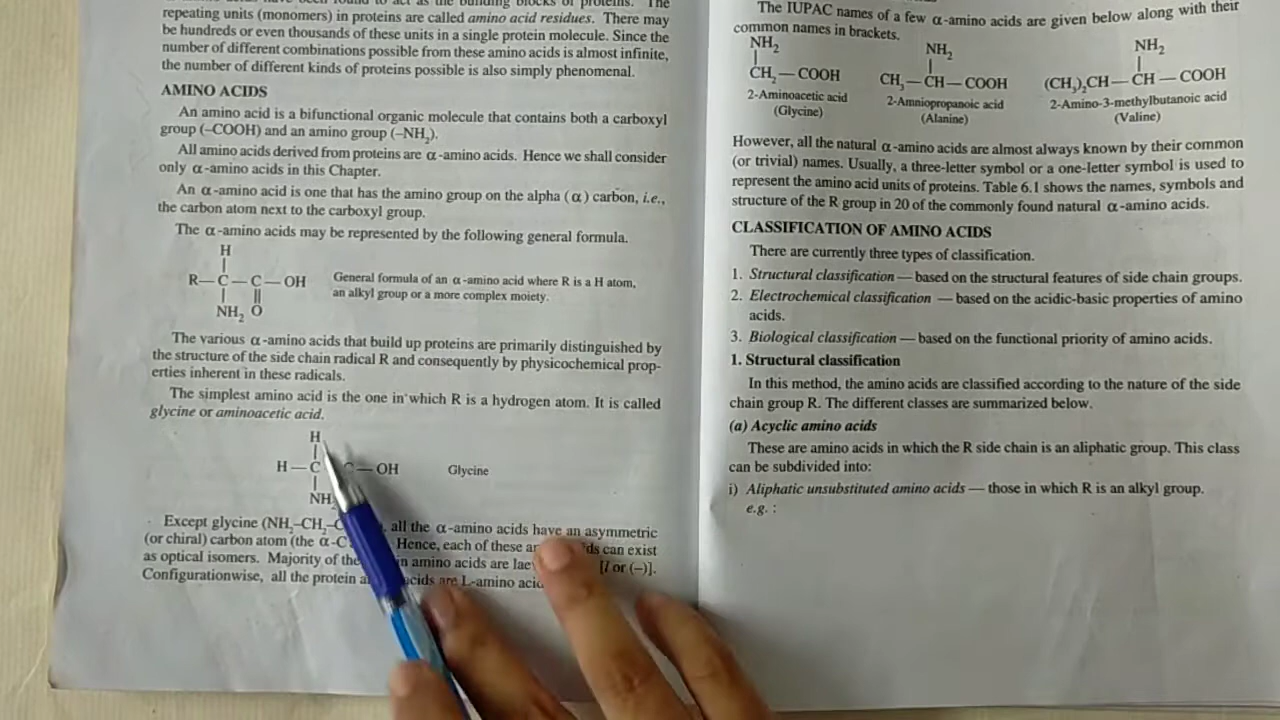 repeating units (monomers) in proteins are called amino acid residues. There may
be hundreds or even thousands of these units in a single protein molecule. Since the
number of different combinations possible from these amino acids is almost infinite,
the number of different kinds of proteins possible is also simply phenomenal.
AMINO ACIDS
An amino acid is a bifunctional organic molecule that contains both a carboxyl
group (–COOH) and an amino group (–NH₂).
All amino acids derived from proteins are α-amino acids. Hence we shall consider
only α-amino acids in this Chapter.
An α-amino acid is one that has the amino group on the alpha (α) carbon, i.e.,
the carbon atom next to the carboxyl group.
The α-amino acids may be represented by the following general formula.
H
R—C—C—OH
NH₂ O
General formula of an α-amino acid where R is a H atom,
an alkyl group or a more complex moiety.
The various α-amino acids that build up proteins are primarily distinguished by
the structure of the side chain radical R and consequently by physicochemical prop-
erties inherent in these radicals.
The simplest amino acid is the one in which R is a hydrogen atom. It is called
glycine or aminoacetic acid.
H
H—C C—OH Glycine
NH
Except glycine (NH₂–CH₂–C all the α-amino acids have an asymmetric
(or chiral) carbon atom (the α-C Hence, each of these can exist
as optical isomers. Majority of the amino acids are [l or (–)].
Configurationwise, all the protein are L-amino
The IUPAC names of a few α-amino acids are given below along with their
common names in brackets.
NH₂
CH₂—COOH
2-Aminoacetic acid
(Glycine)
NH₂
CH₃—CH—COOH
2-Amniopropanoic acid
(Alanine)
NH₂
(CH₃)₂CH—CH—COOH
2-Amino-3-methylbutanoic acid
(Valine)
However, all the natural α-amino acids are almost always known by their common
(or trivial) names. Usually, a three-letter symbol or a one-letter symbol is used to
represent the amino acid units of proteins. Table 6.1 shows the names, symbols and
structure of the R group in 20 of the commonly found natural α-amino acids.
CLASSIFICATION OF AMINO ACIDS
There are currently three types of classification.
1. Structural classification — based on the structural features of side chain groups.
2. Electrochemical classification — based on the acidic-basic properties of amino
acids.
3. Biological classification — based on the functional priority of amino acids.
1. Structural classification
In this method, the amino acids are classified according to the nature of the side
chain group R. The different classes are summarized below.
(a) Acyclic amino acids
These are amino acids in which the R side chain is an aliphatic group. This class
can be subdivided into:
i) Aliphatic unsubstituted amino acids — those in which R is an alkyl group.
e.g. :